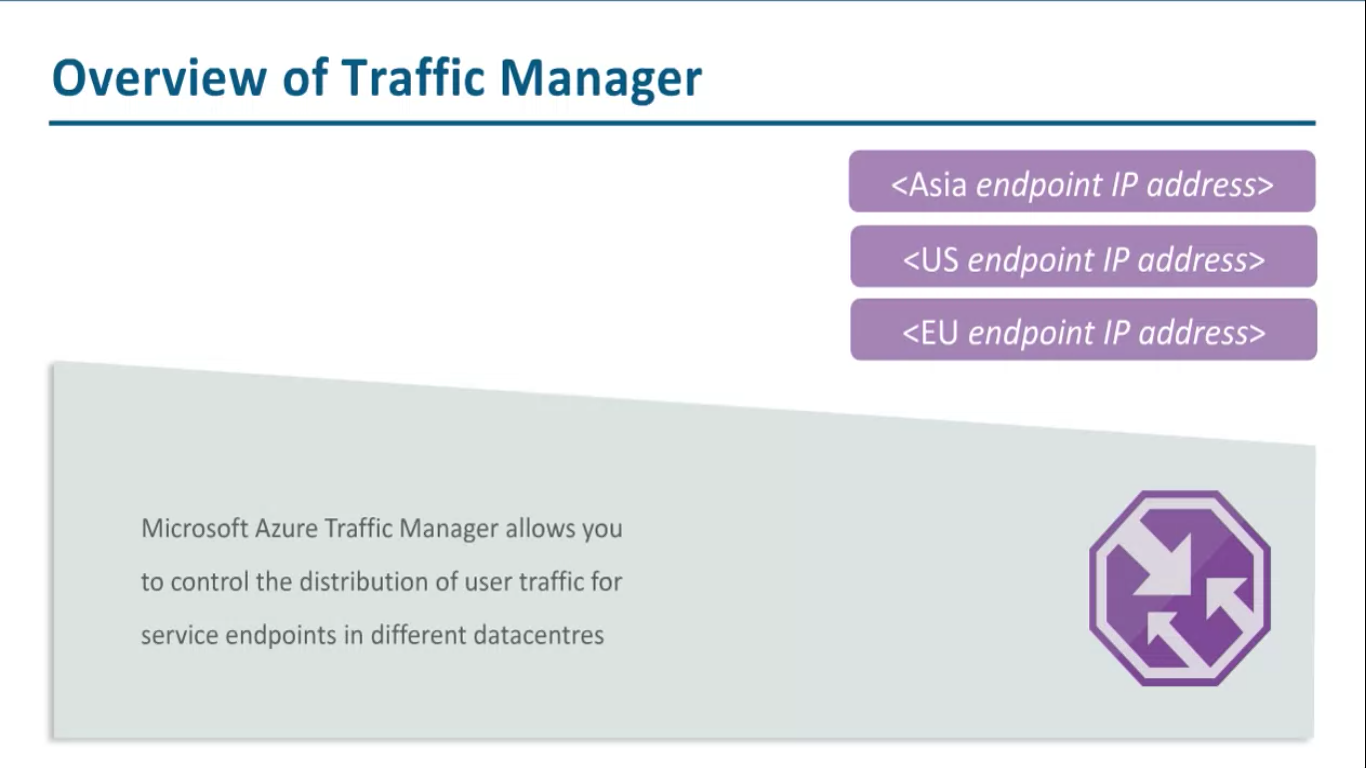 Overview of Traffic Manager
<Asia endpoint IP address>
<US endpoint IP address>
<EU endpoint IP address>
Microsoft Azure Traffic Manager allows you
to control the distribution of user traffic for
service endpoints in different datacentres